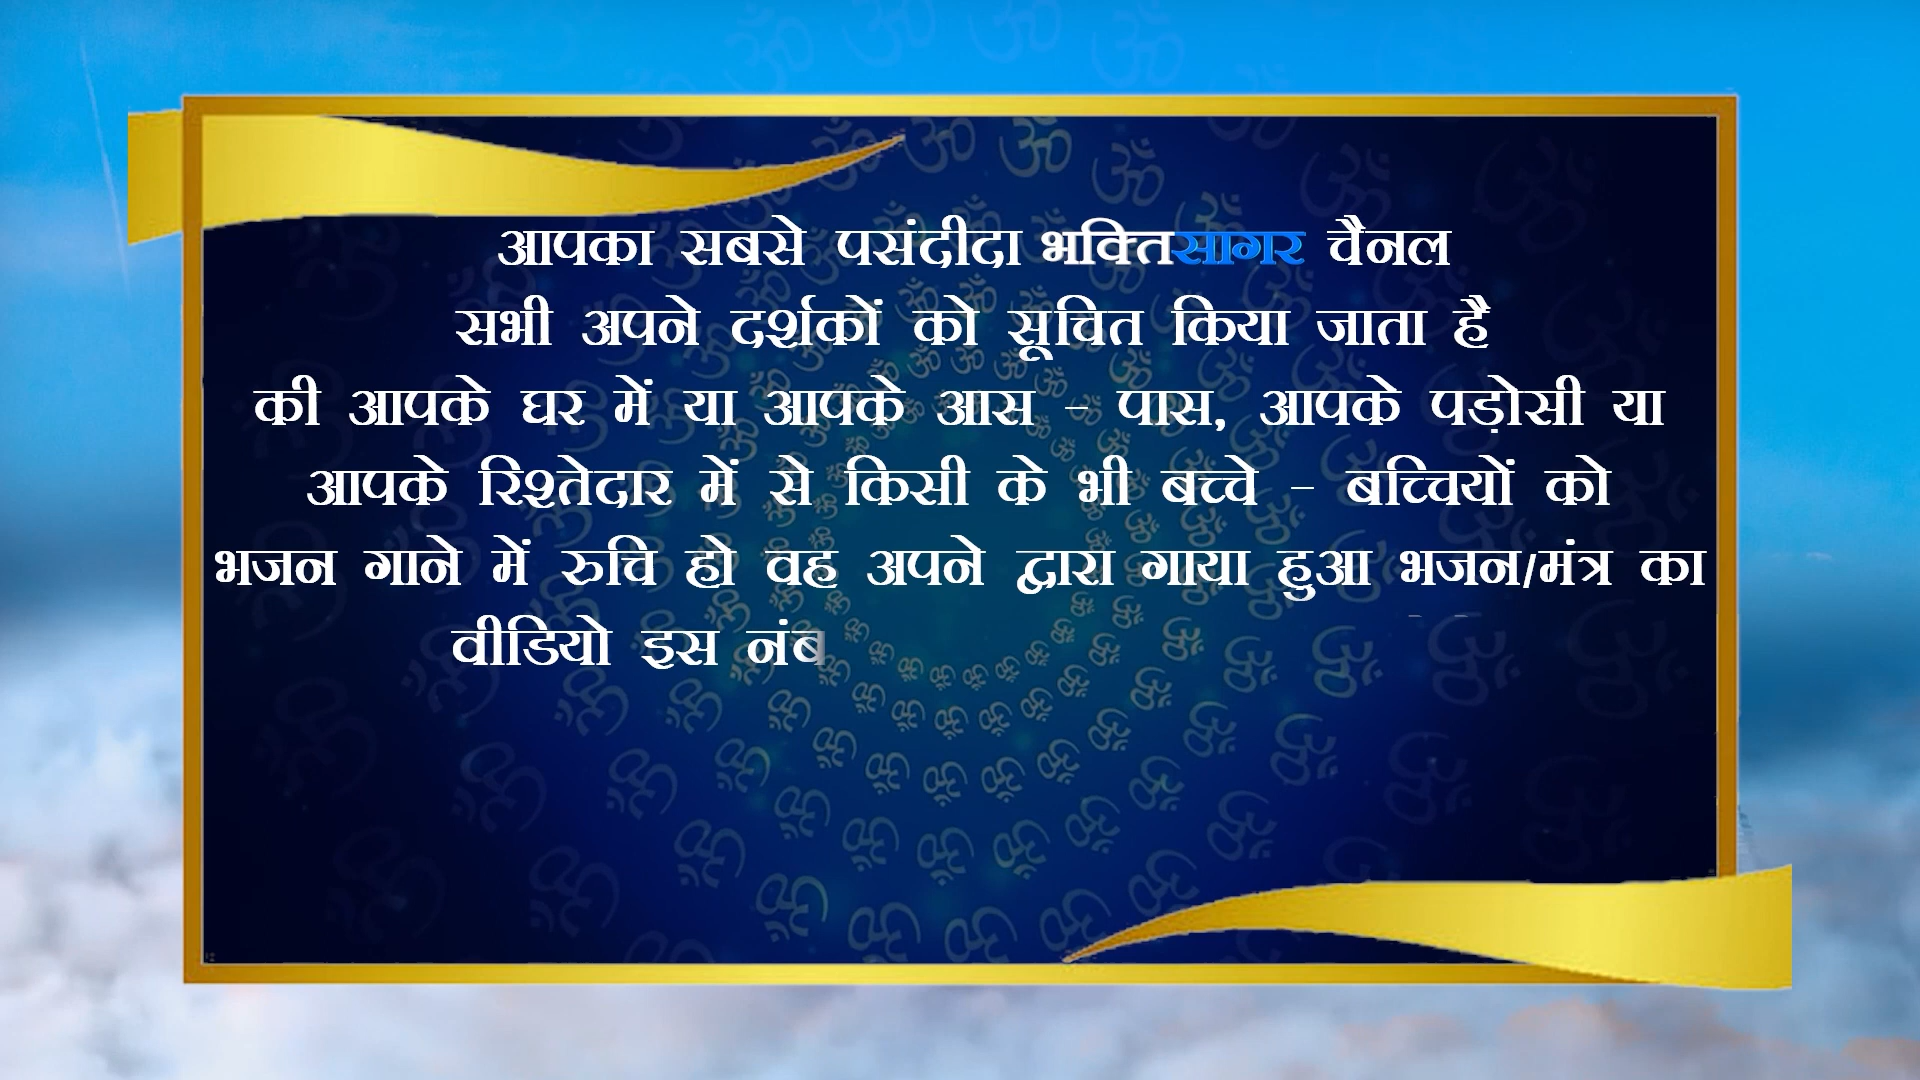 आपका सबसे पसंदीदा भक्तिसागर चैनल
सभी अपने दर्शकों को सूचित किया जाता है
की आपके घर में या आपके आस - पास, आपके पड़ोसी या
आपके रिश्तेदार में से किसी के भी बच्चे - बच्चियों को
भजन गाने में रुचि हो वह अपने द्वारा गाया हुआ भजन/मंत्र का
वीडियो इस नंब